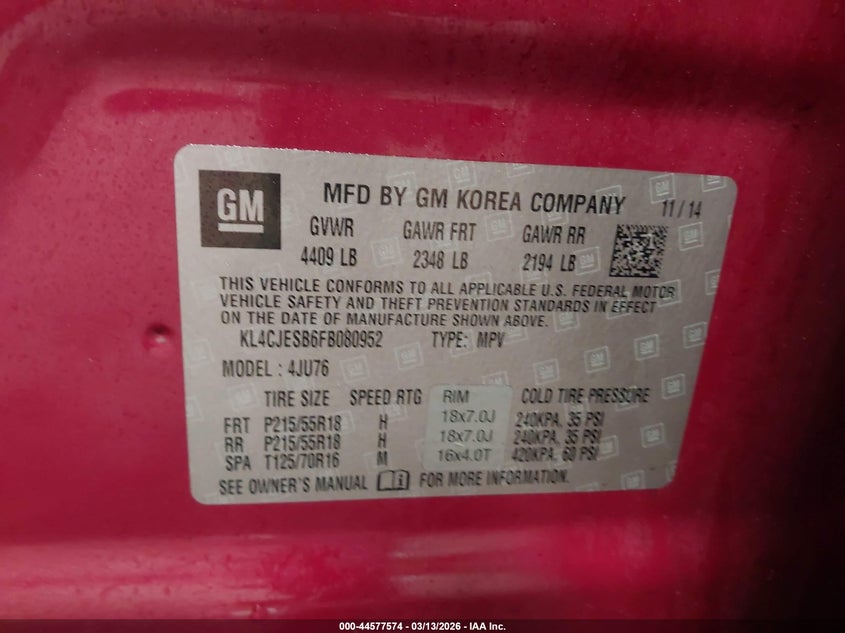 GM
MFD BY GM KOREA COMPANY 11/14
GVWR GAWR FRT GAWR RR
4409 LB 2348 LB 2194 LB
THIS VEHICLE CONFORMS TO ALL APPLICABLE U.S. FEDERAL MOTOR
VEHICLE SAFETY AND THEFT PREVENTION STANDARDS IN EFFECT
ON THE DATE OF MANUFACTURE SHOWN ABOVE.
KL4CJESB6FB080952 TYPE: MPV
MODEL : 4JU76
TIRE SIZE SPEED RTG RIM COLD TIRE PRESSURE
FRT P215/55R18 H 18x7.0J 240KPA, 35 PSI
RR P215/55R18 H 18x7.0J 240KPA, 35 PSI
SPA T125/70R16 M 16x4.0T 420KPA, 60 PSI
SEE OWNER'S MANUAL FOR MORE INFORMATION.
000-44577574 - 03/13/2026 - IAA Inc.